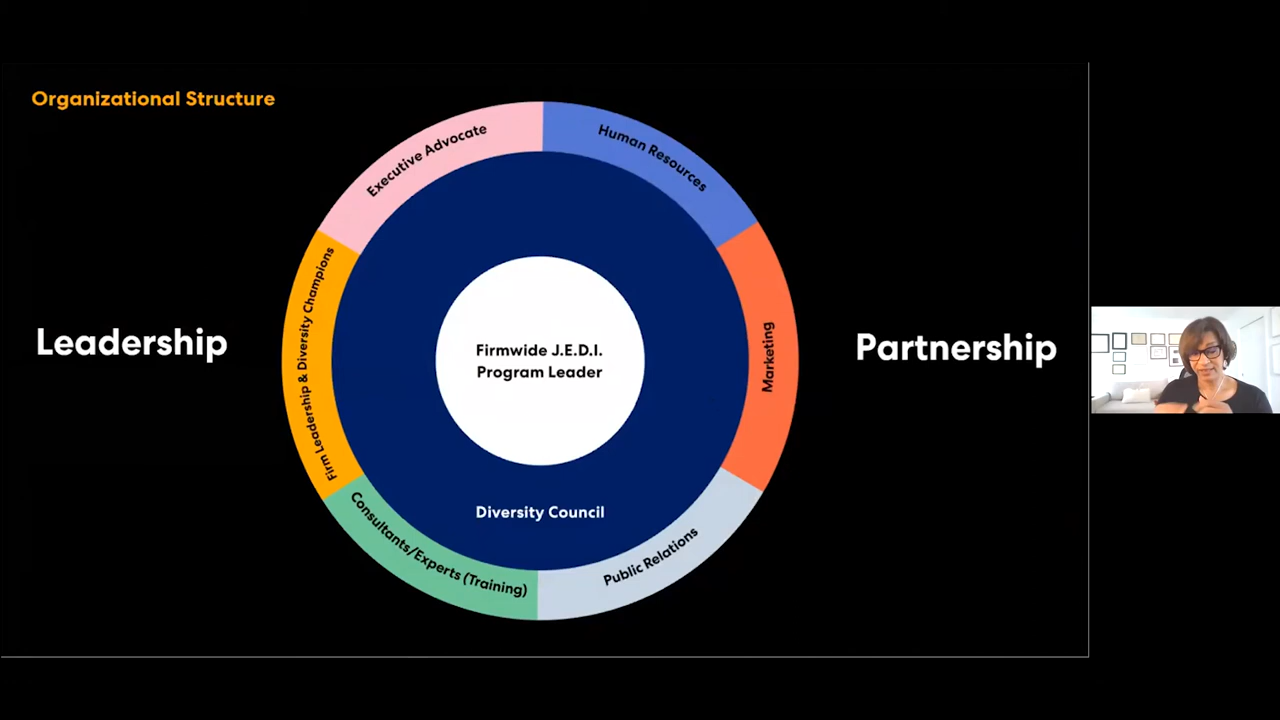 Organizational Structure
Executive Advocate
Human Resources
Firm Leadership & Diversity Champions
Leadership
Firmwide J.E.D.I.
Program Leader
Marketing
Partnership
Diversity Council
Consultants/Experts (Training)
Public Relations